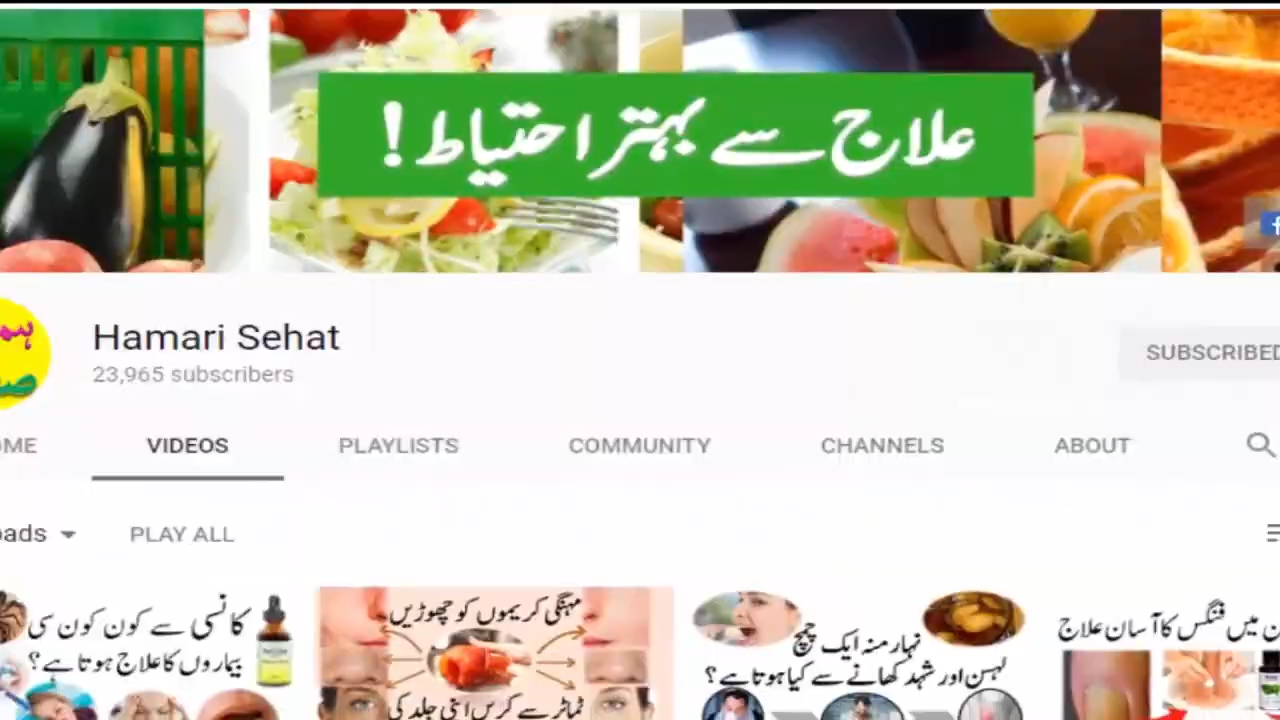 علاج سے بہتر احتیاط !
Hamari Sehat
23,965 subscribers
SUBSCRIBED
OME
VIDEOS
PLAYLISTS
COMMUNITY
CHANNELS
ABOUT
oads
PLAY ALL
کانسی سے کون کون سی
بیماروں کا علاج ہوتا ہے؟
مہنگی کریموں کو چھوڑیں
ٹماٹر سے کریں اپنی جلد کی
نہار منہ ایک چمچ
لہسن اور شہد کھانے سے کیا ہوتا ہے؟
میں فنگس کا آسان علاج